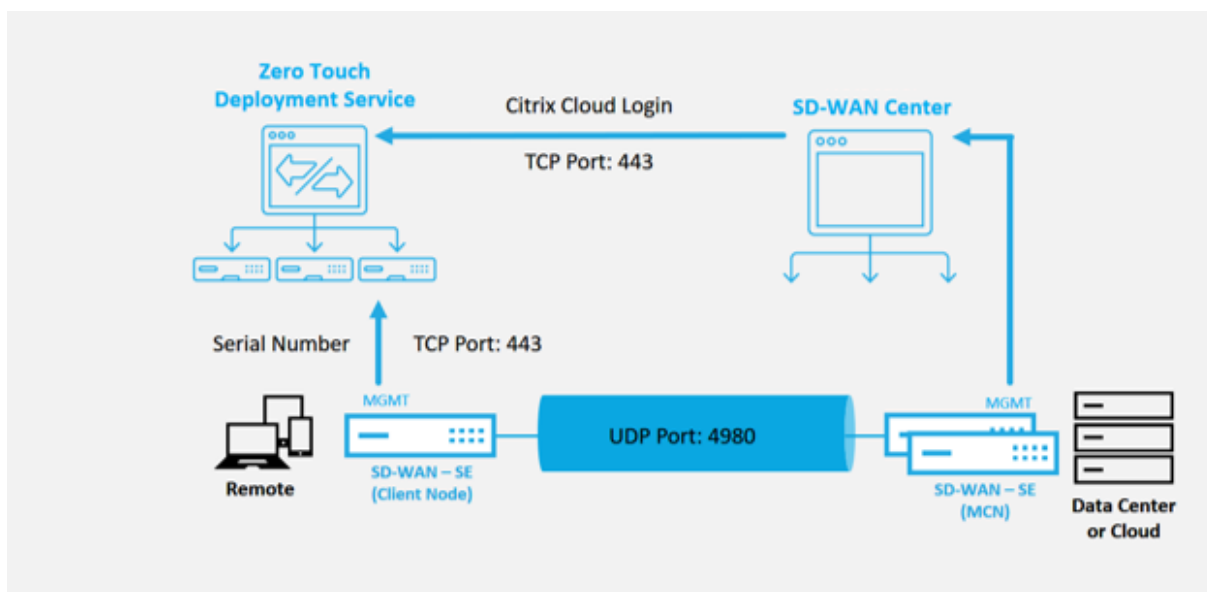 Zero Touch
Deployment Service
Citrix Cloud Login
SD-WAN Center
TCP Port: 443
Serial Number
TCP Port: 443
MGMT
MGMT
UDP Port: 4980
SD-WAN – SE
(Client Node)
Remote
SD-WAN – SE
(MCN)
Data Center
or Cloud